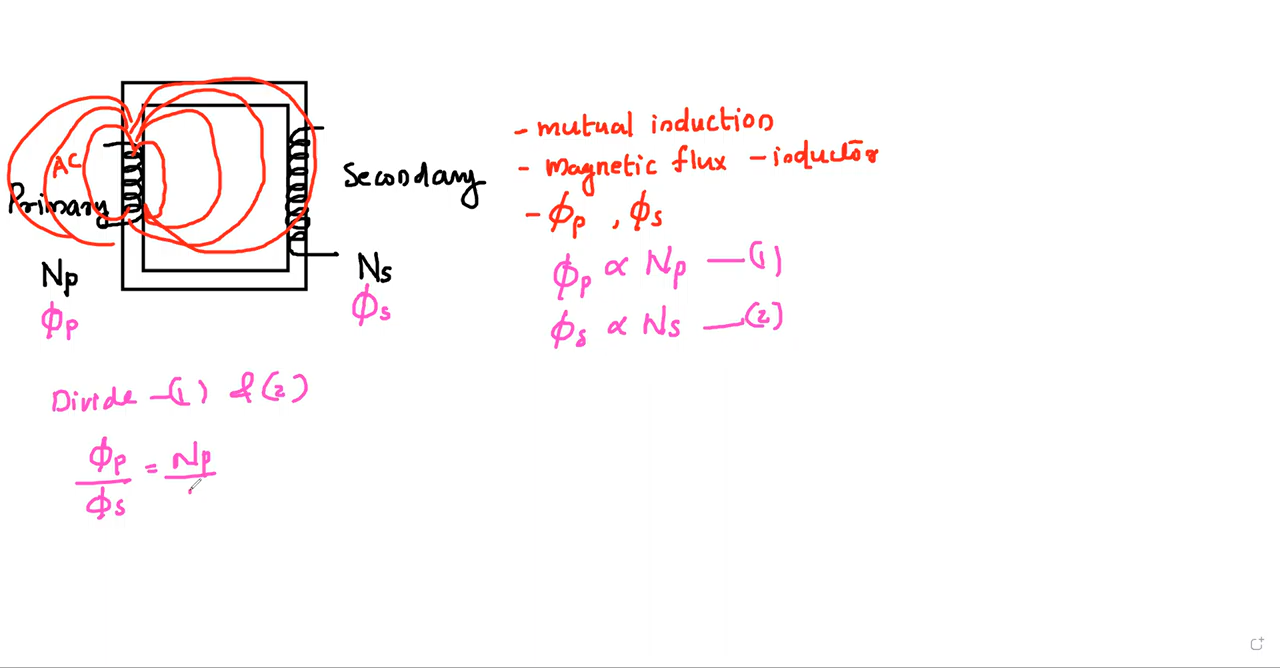 AC
Primary
Secondary
Np
Ns
ϕp
ϕs
- mutual induction
- magnetic flux - inductor
- ϕp , ϕs
ϕp ∝ Np —(1)
ϕs ∝ Ns —(2)
Divide -(1) & (2)
ϕp/ϕs = Np/